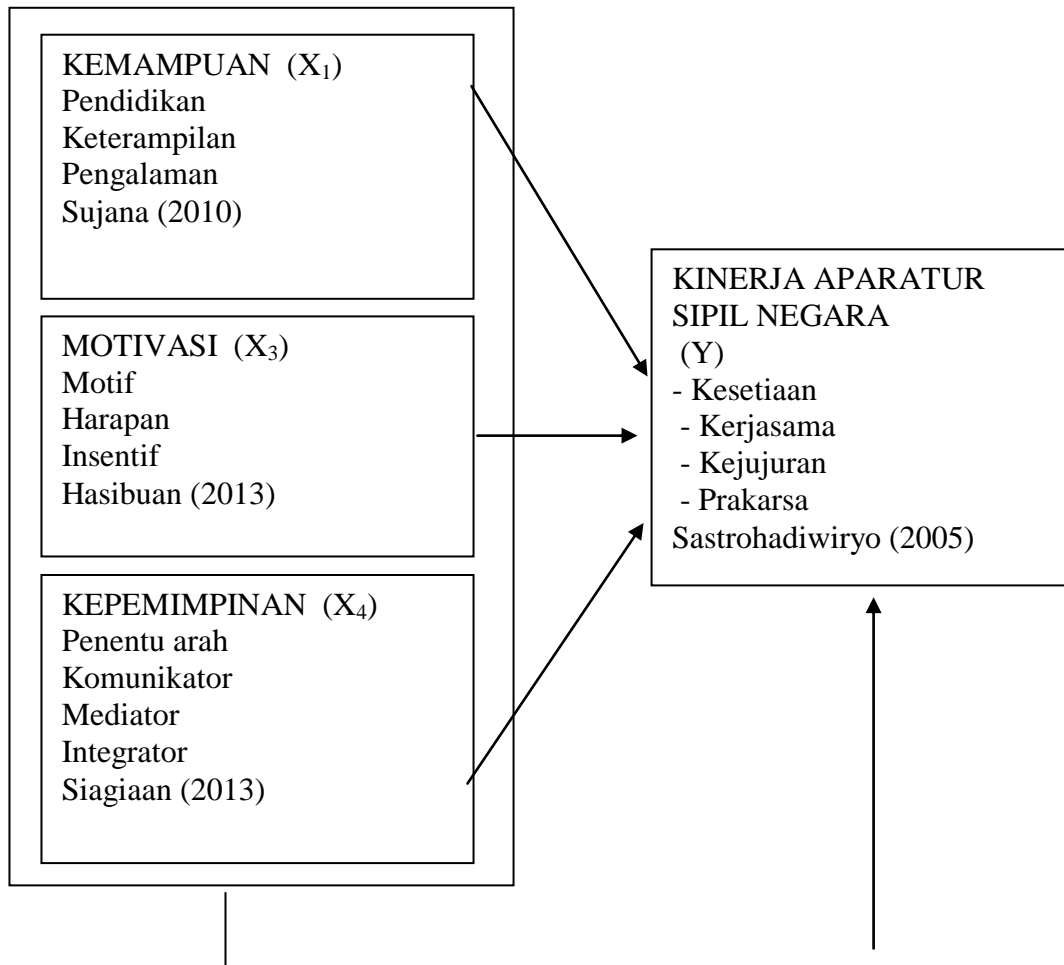 KEMAMPUAN (X₁)
Pendidikan
Keterampilan
Pengalaman
Sujana (2010)
MOTIVASI (X₃)
Motif
Harapan
Insentif
Hasibuan (2013)
KEPEMIMPINAN (X₄)
Penentu arah
Komunikator
Mediator
Integrator
Siagiaan (2013)
KINERJA APARATUR
SIPIL NEGARA
(Y)
- Kesetiaan
- Kerjasama
- Kejujuran
- Prakarsa
Sastrohadiwiryo (2005)